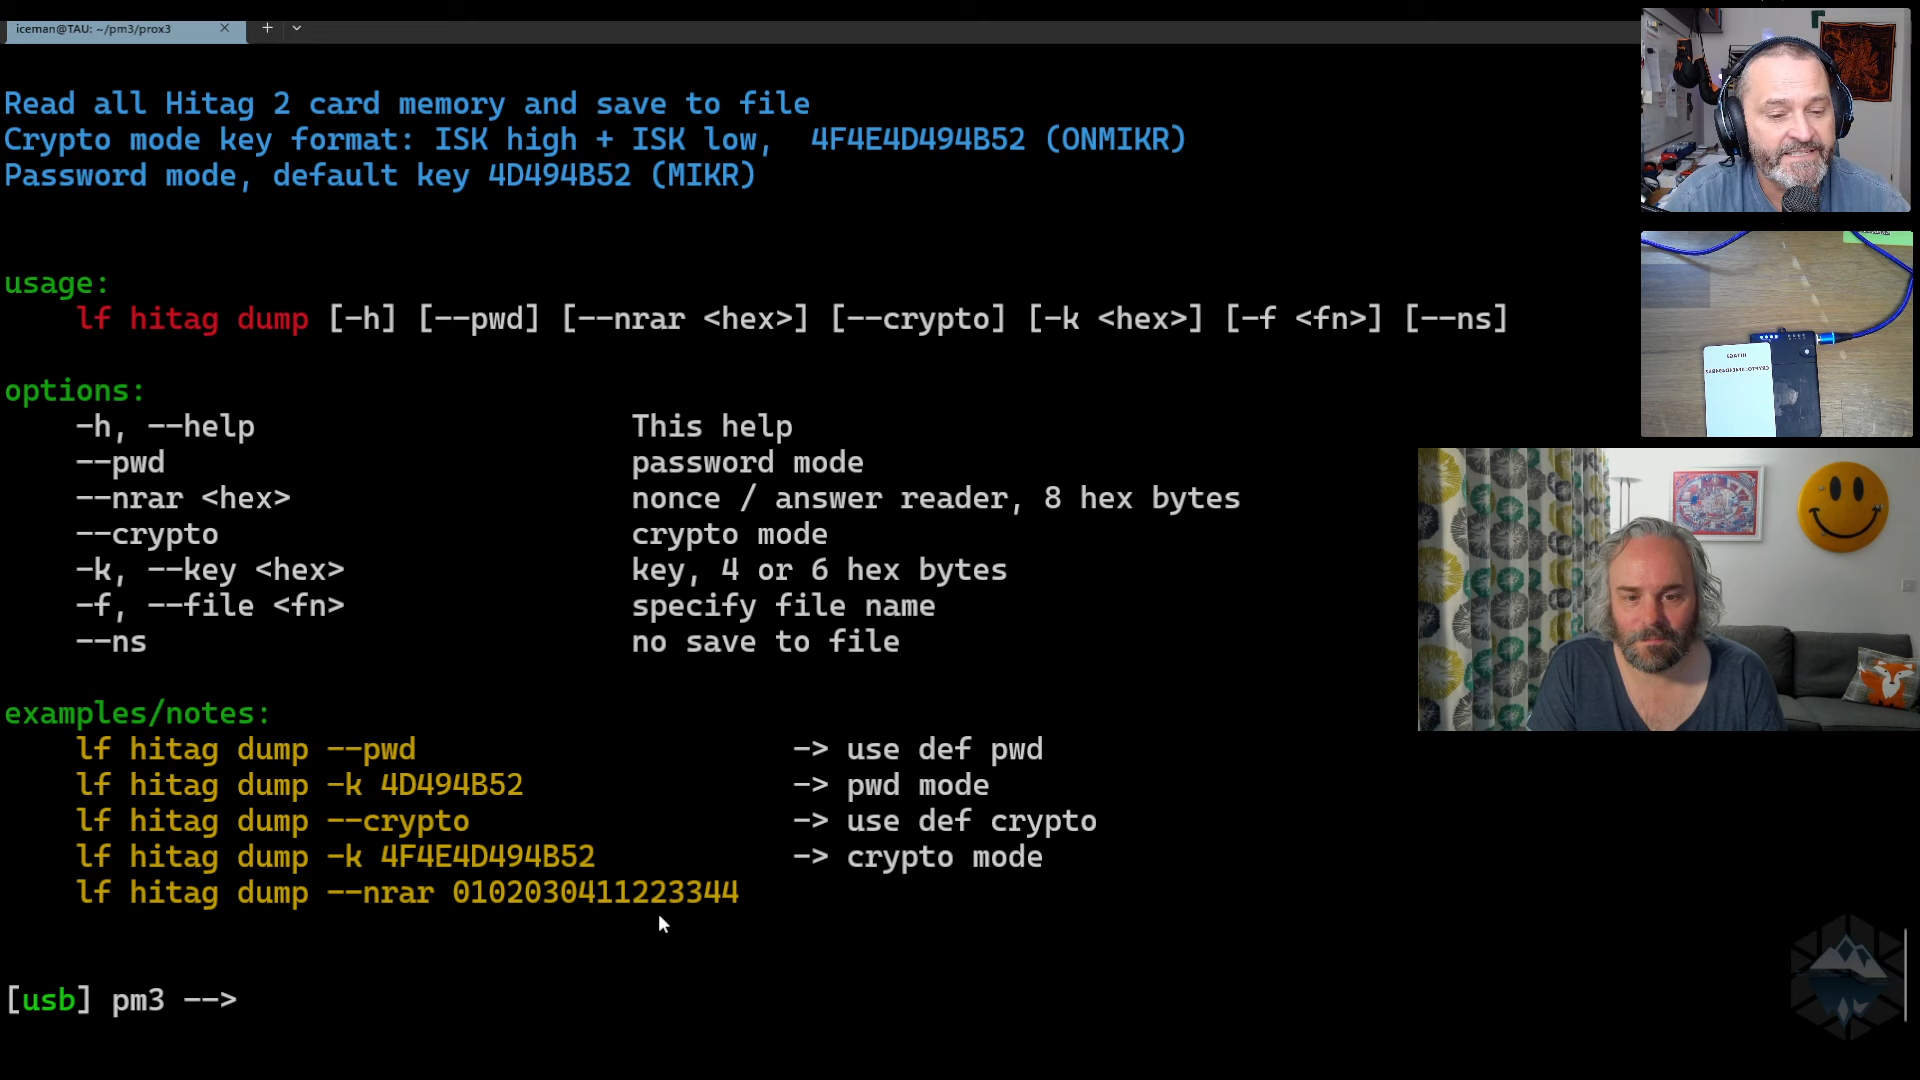 iceman@TAU: ~/pm3/prox3
Read all Hitag 2 card memory and save to file
Crypto mode key format: ISK high + ISK low,  4F4E4D494B52 (ONMIKR)
Password mode, default key 4D494B52 (MIKR)
usage:
lf hitag dump [-h] [--pwd] [--nrar <hex>] [--crypto] [-k <hex>] [-f <fn>] [--ns]
options:
-h, --help This help
--pwd password mode
--nrar <hex> nonce / answer reader, 8 hex bytes
--crypto crypto mode
-k, --key <hex> key, 4 or 6 hex bytes
-f, --file <fn> specify file name
--ns no save to file
examples/notes:
lf hitag dump --pwd -> use def pwd
lf hitag dump -k 4D494B52 -> pwd mode
lf hitag dump --crypto -> use def crypto
lf hitag dump -k 4F4E4D494B52 -> crypto mode
lf hitag dump --nrar 0102030411223344
[usb] pm3 -->